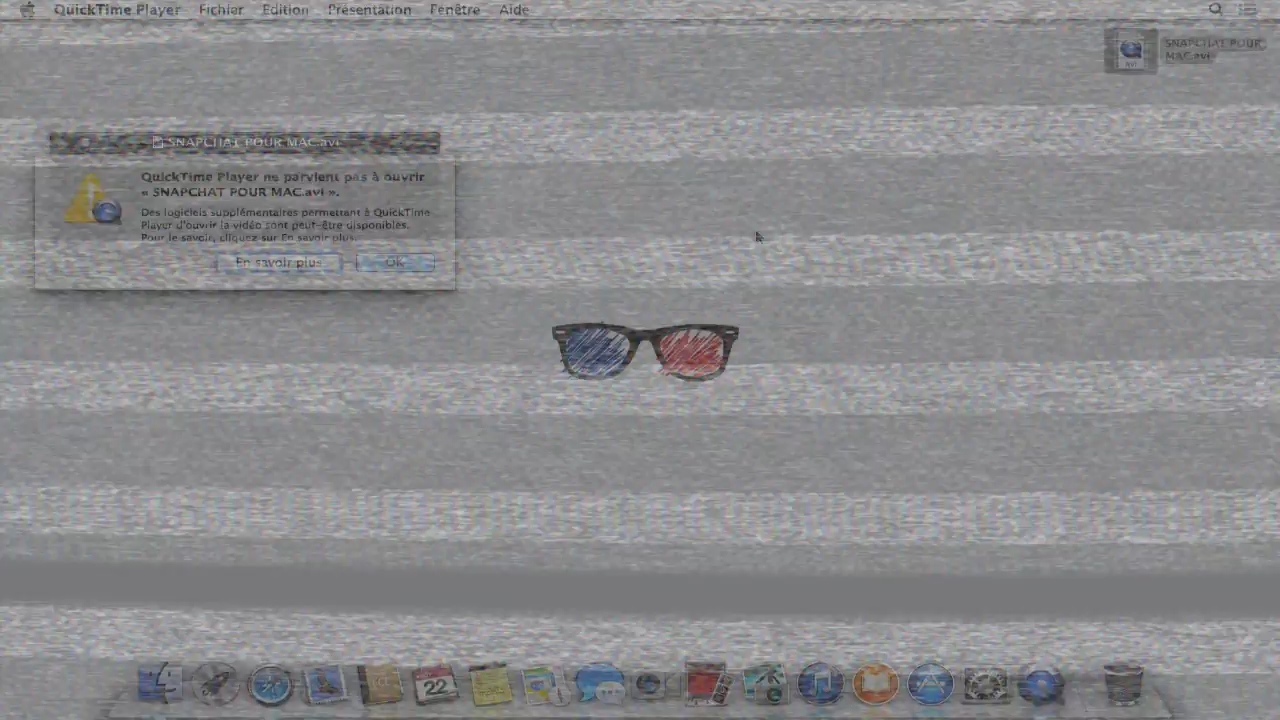 QuickTime Player Fichier Edition Présentation Fenêtre Aide
SNAPCHAT POUR
MAC.avi
SNAPCHAT POUR MAC.avi
QuickTime Player ne parvient pas à ouvrir
« SNAPCHAT POUR MAC.avi ».
Des logiciels supplémentaires permettant à QuickTime
Player d'ouvrir la vidéo sont peut-être disponibles.
Pour le savoir, cliquez sur En savoir plus.
En savoir plus OK
22